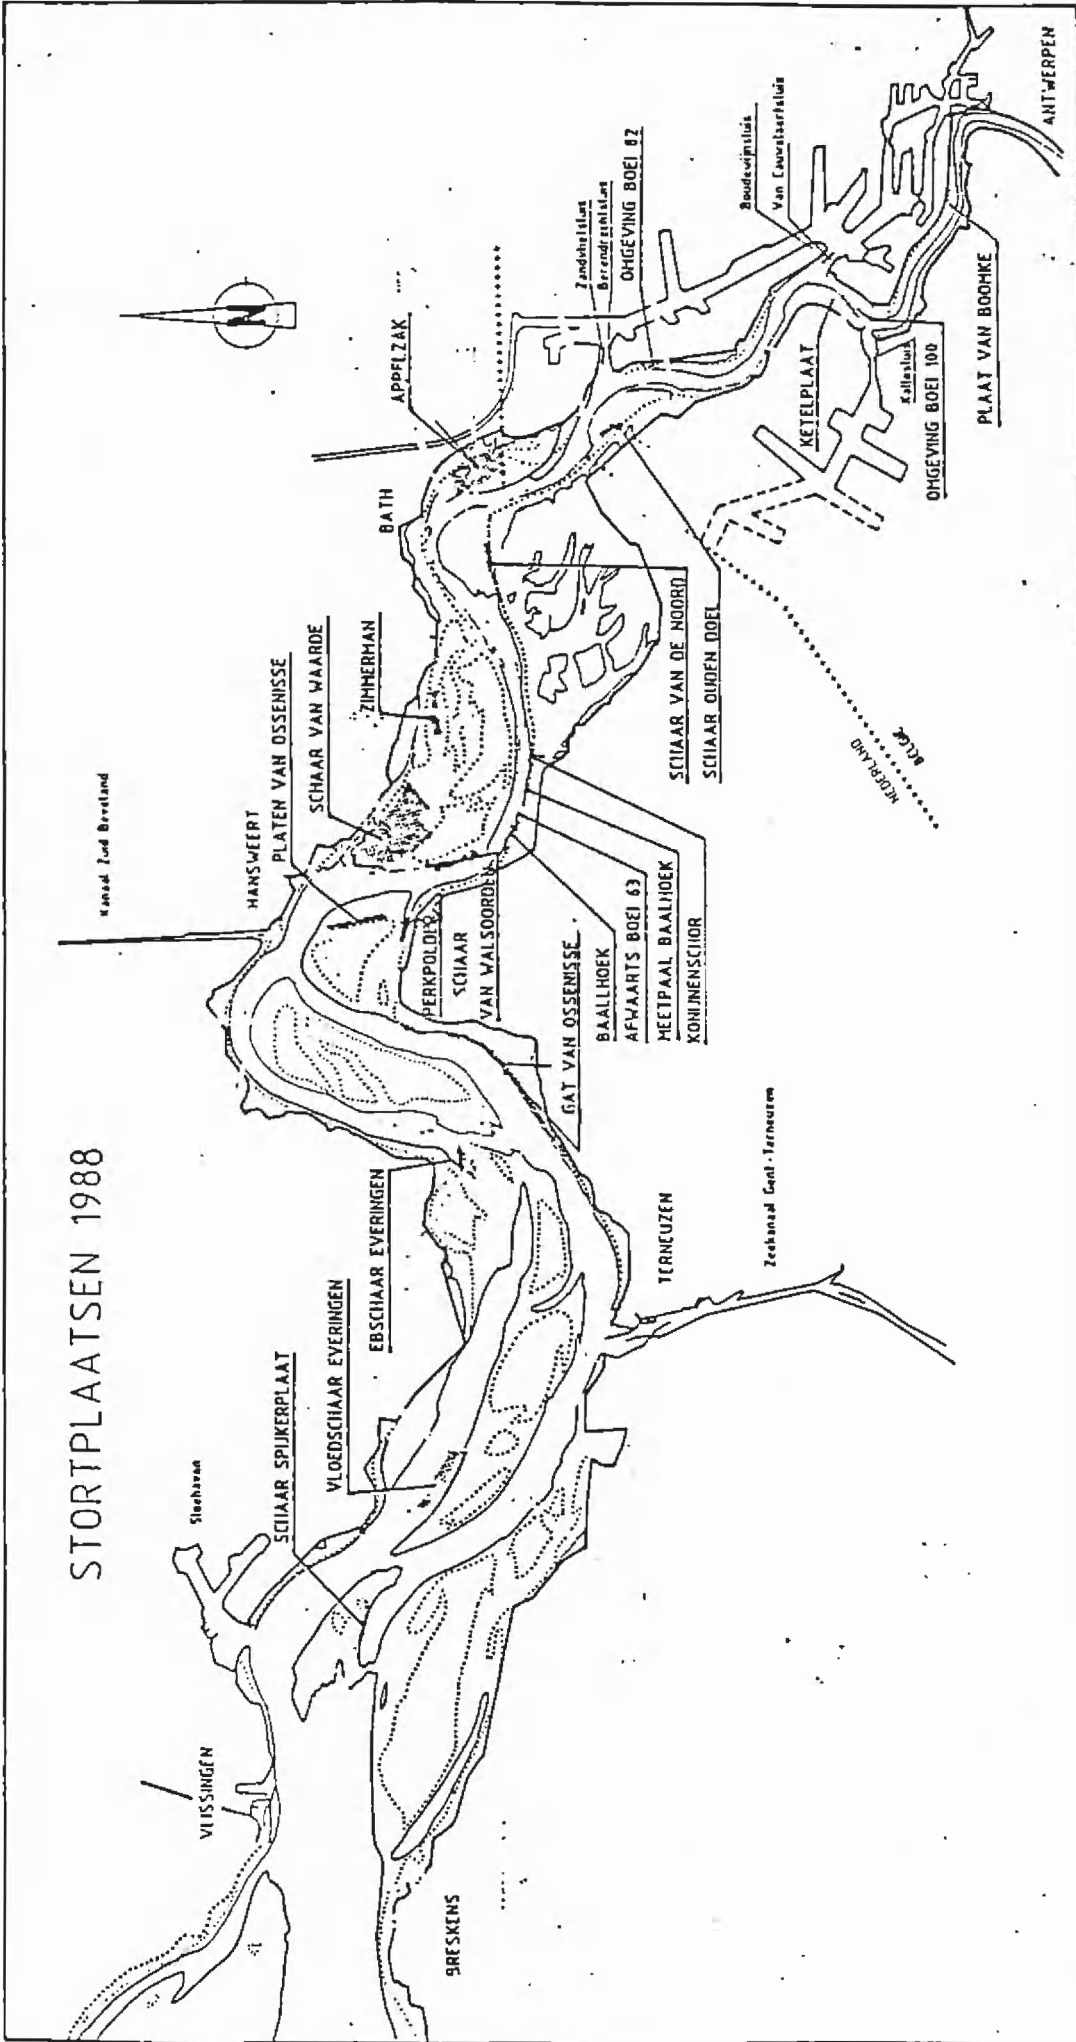 STORTPLAATSEN 1988
VLISSINGEN
BRESKENS
Sloehaven
SCHAAR SPIJKERPLAAT
VLOEDSCHAAR EVERINGEN
EBSCHAAR EVERINGEN
TERNEUZEN
Zeekanaal Gent-Terneuzen
Kanaal Zuid Beveland
HANSWEERT
PLATEN VAN OSSENISSE
SCHAAR VAN WAARDE
ZIMMERMAN
PERKPOLDER
SCHAAR
VAN WALSOORDEN
GAT VAN OSSENISSE
BAALLHOEK
AFWAARTS BOEI 63
MEETPAAL BAALHOEK
KONIJNENSCHOR
BATH
APPELZAK
N
SCHAAR VAN DE NOORD
SCHAAR OUDEN DOEL
NEDERLAND
BELGIE
Zandvlietsluis
Berendrechtsluis
OMGEVING BOEI 82
Boudewijnsluis
Van Cauwelaertsluis
KETELPLAAT
Kallosluis
OMGEVING BOEI 100
PLAAT VAN BOOMKE
ANTWERPEN